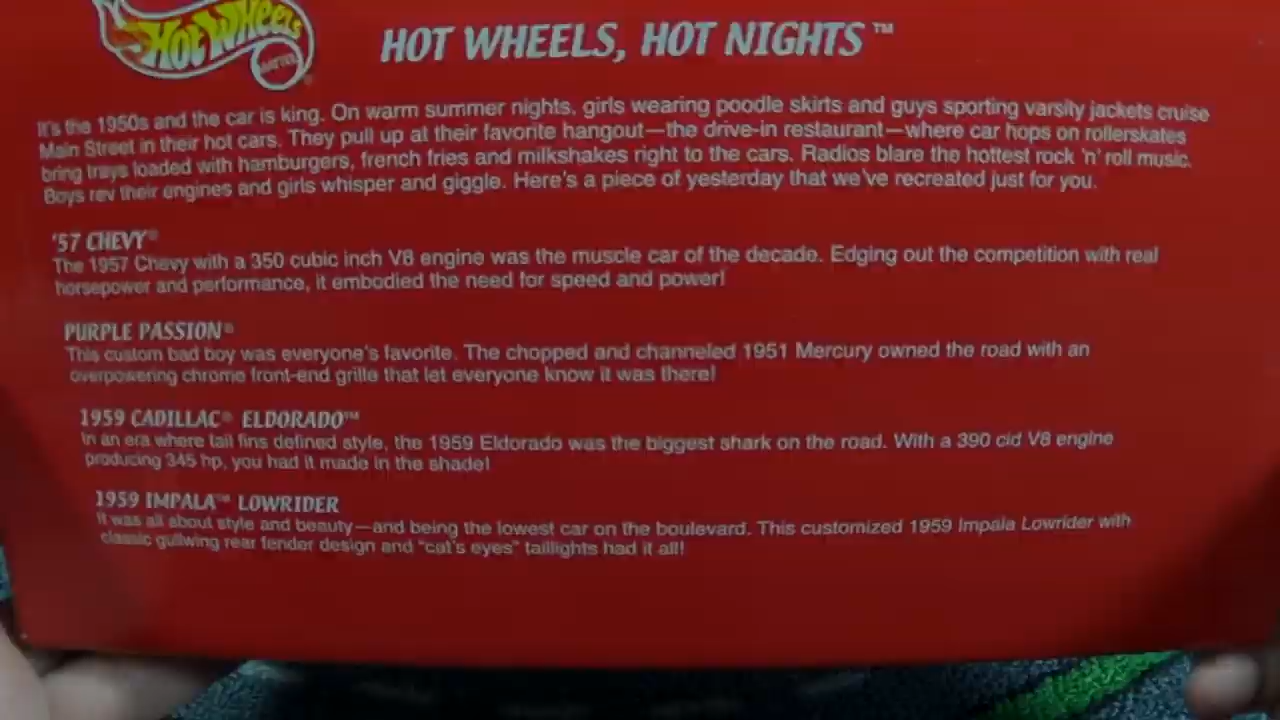 HOT WHEELS
MATTEL
HOT WHEELS, HOT NIGHTS™
It's the 1950s and the car is king. On warm summer nights, girls wearing poodle skirts and guys sporting varsity jackets cruise
Main Street in their hot cars. They pull up at their favorite hangout—the drive-in restaurant—where car hops on rollerskates
bring trays loaded with hamburgers, french fries and milkshakes right to the cars. Radios blare the hottest rock 'n' roll music.
Boys rev their engines and girls whisper and giggle. Here's a piece of yesterday that we've recreated just for you.
'57 CHEVY®
The 1957 Chevy with a 350 cubic inch V8 engine was the muscle car of the decade. Edging out the competition with real
horsepower and performance, it embodied the need for speed and power!
PURPLE PASSION®
This custom bad boy was everyone's favorite. The chopped and channeled 1951 Mercury owned the road with an
overpowering chrome front-end grille that let everyone know it was there!
1959 CADILLAC® ELDORADO™
In an era where tail fins defined style, the 1959 Eldorado was the biggest shark on the road. With a 390 cid V8 engine
producing 345 hp, you had it made in the shade!
1959 IMPALA™ LOWRIDER
It was all about style and beauty—and being the lowest car on the boulevard. This customized 1959 Impala Lowrider with
classic gullwing rear fender design and "cat's eyes" taillights had it all!